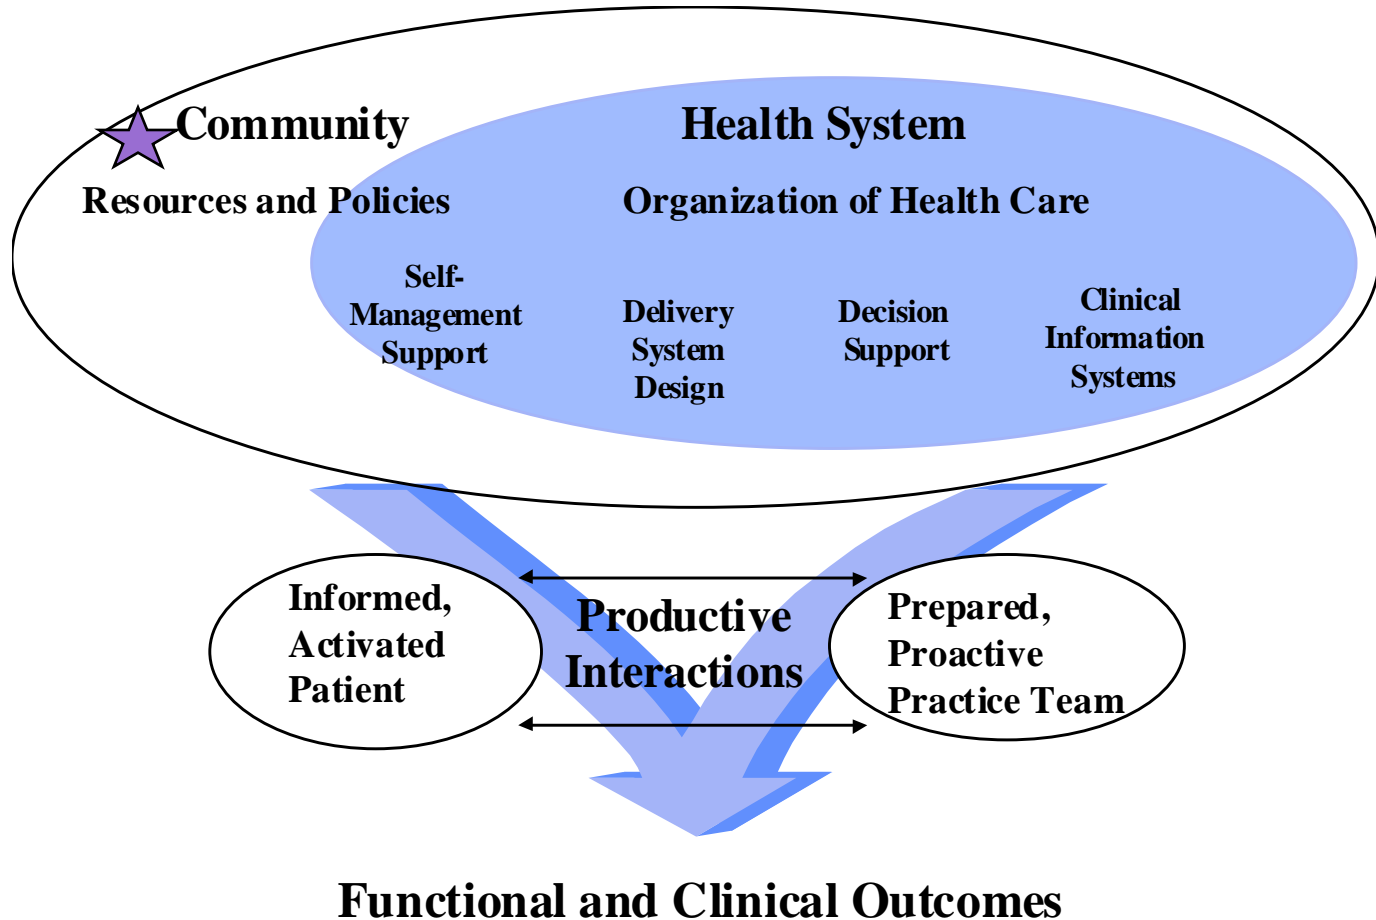 Community
Health System
Resources and Policies
Organization of Health Care
Self-
Management
Support
Delivery
System
Design
Decision
Support
Clinical
Information
Systems
Informed,
Activated
Patient
Productive
Interactions
Prepared,
Proactive
Practice Team
Functional and Clinical Outcomes